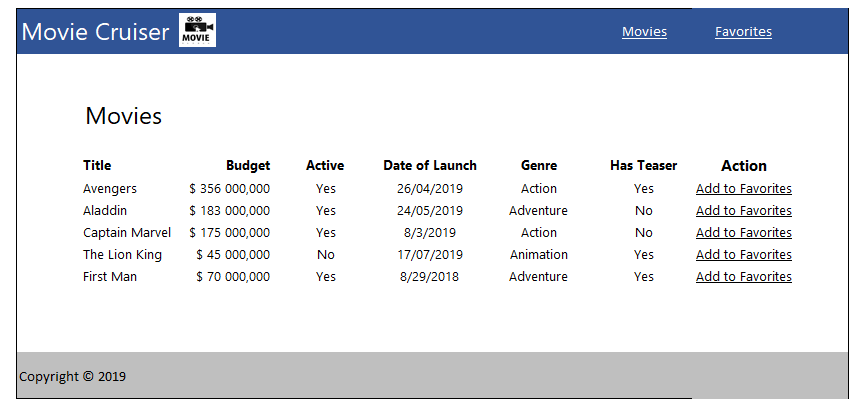 Movie Cruiser MOVIE Movies Favorites
Movies
Title Budget Active Date of Launch Genre Has Teaser Action
Avengers $ 356 000,000 Yes 26/04/2019 Action Yes Add to Favorites
Aladdin $ 183 000,000 Yes 24/05/2019 Adventure No Add to Favorites
Captain Marvel $ 175 000,000 Yes 8/3/2019 Action No Add to Favorites
The Lion King $ 45 000,000 No 17/07/2019 Animation Yes Add to Favorites
First Man $ 70 000,000 Yes 8/29/2018 Adventure Yes Add to Favorites
Copyright © 2019